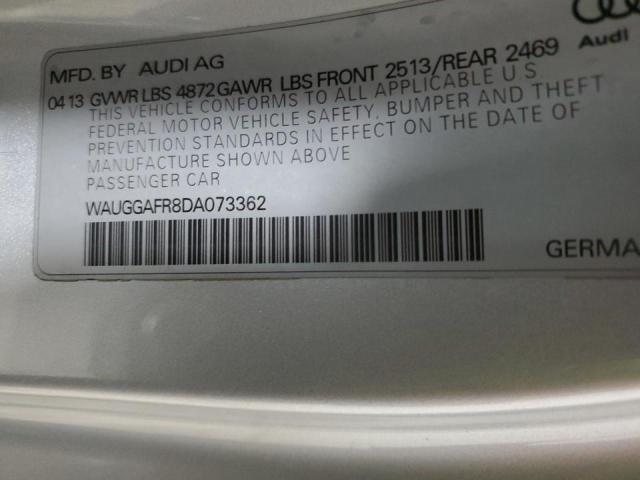 MFD. BY AUDI AG
Audi
04 13 GVWR LBS 4872 GAWR LBS FRONT 2513/REAR 2469
THIS VEHICLE CONFORMS TO ALL APPLICABLE U S
FEDERAL MOTOR VEHICLE SAFETY, BUMPER AND THEFT
PREVENTION STANDARDS IN EFFECT ON THE DATE OF
MANUFACTURE SHOWN ABOVE
PASSENGER CAR
WAUGGAFR8DA073362
GERMA